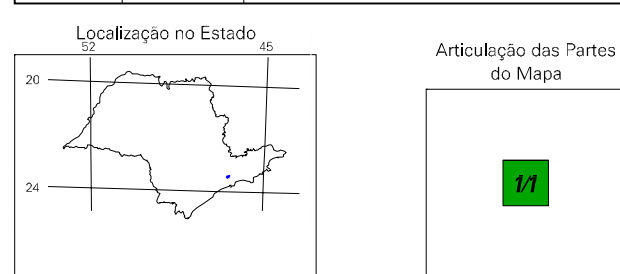 Localização no Estado
52 45
20
24
Articulação das Partes
do Mapa
1/1